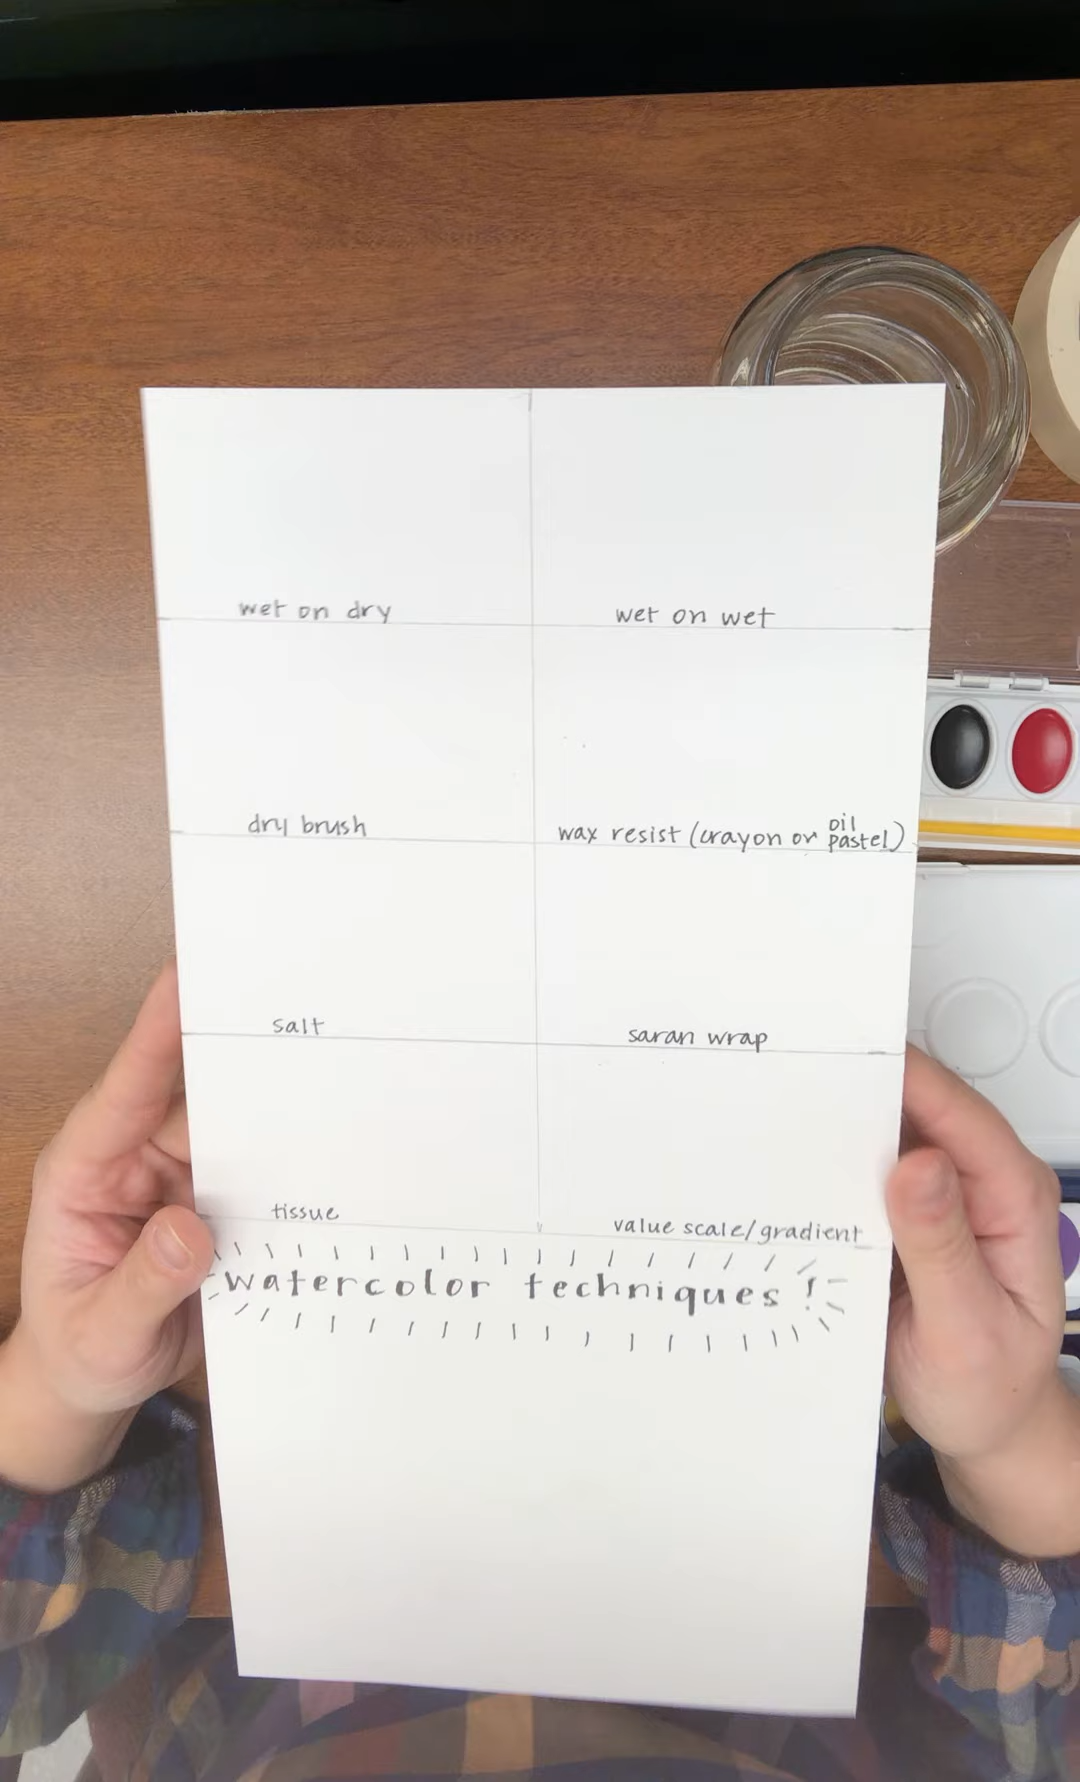 wet on dry
wet on wet
dry brush
wax resist (crayon or oil pastel)
salt
saran wrap
tissue
value scale/gradient
watercolor techniques!